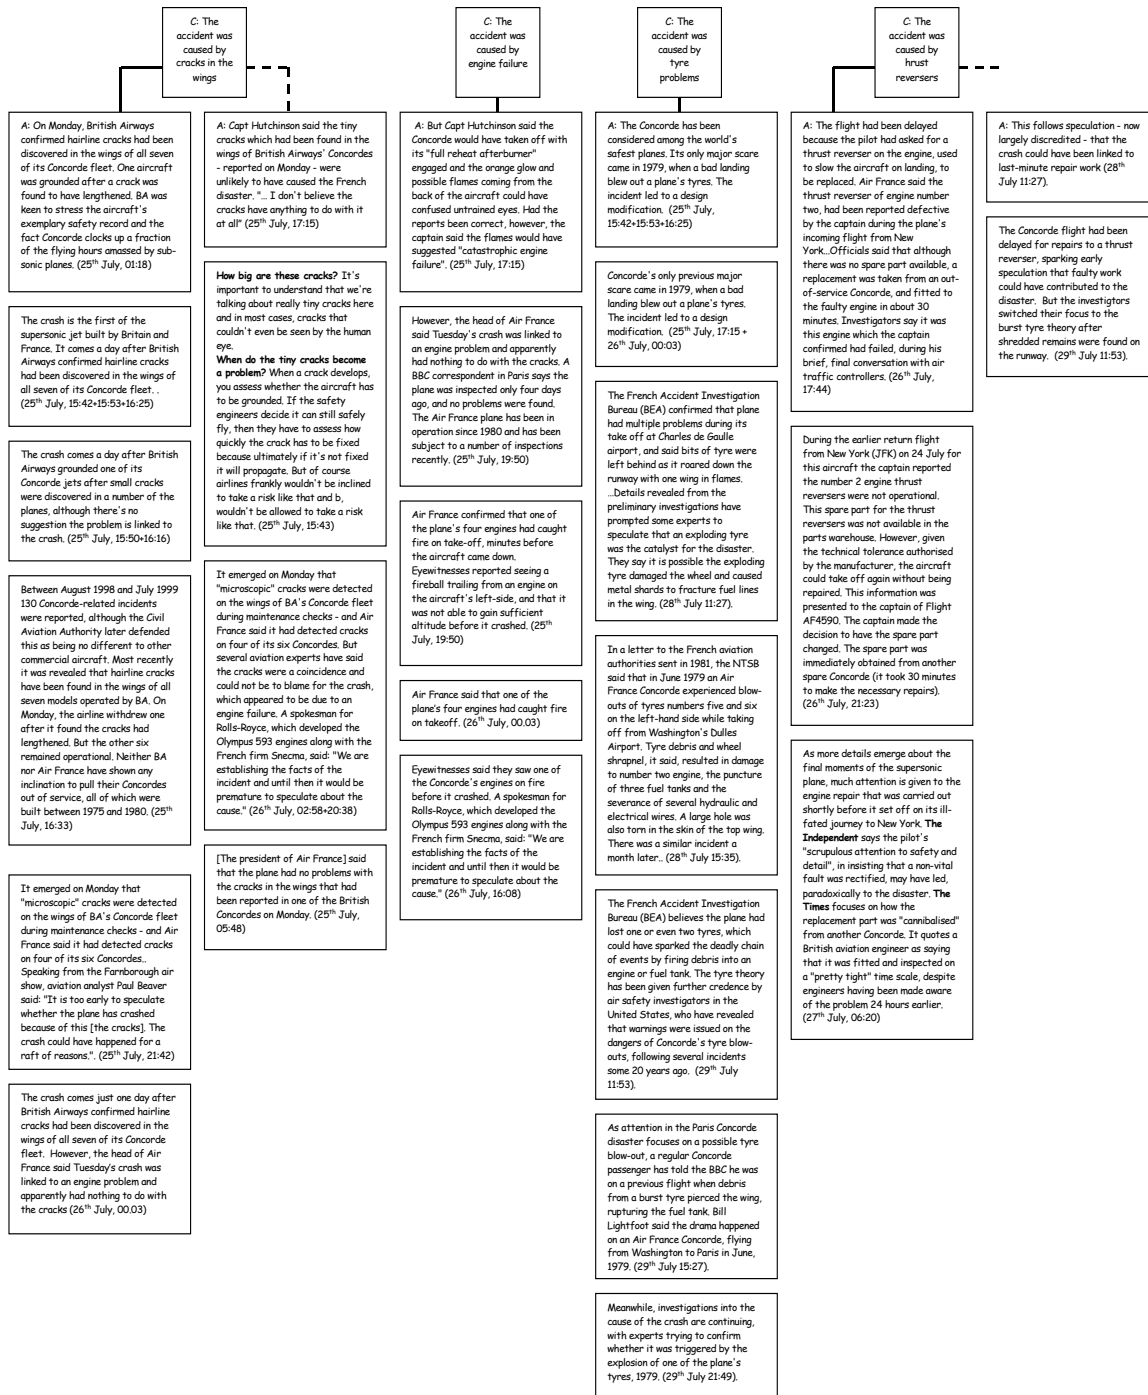 C: The
accident was
caused by
cracks in the
wings
C: The
accident was
caused by
engine failure
C: The
accident was
caused by
tyre
problems
C: The
accident was
caused by
hrust
reversers
A: On Monday, British Airways
confirmed hairline cracks had been
discovered in the wings of all seven
of its Concorde fleet. One aircraft
was grounded after a crack was
found to have lengthened. BA was
keen to stress the aircraft's
exemplary safety record and the
fact Concorde clocks up a fraction
of the flying hours amassed by sub-
sonic planes. (25th July, 01:18)
The crash is the first of the
supersonic jet built by Britain and
France. It comes a day after British
Airways confirmed hairline cracks
had been discovered in the wings of
all seven of its Concorde fleet. .
(25th July, 15:42+15:53+16:25)
The crash comes a day after British
Airways grounded one of its
Concorde jets after small cracks
were discovered in a number of the
planes, although there's no
suggestion the problem is linked to
the crash. (25th July, 15:50+16:16)
Between August 1998 and July 1999
130 Concorde-related incidents
were reported, although the Civil
Aviation Authority later defended
this as being no different to other
commercial aircraft. Most recently
it was revealed that hairline cracks
have been found in the wings of all
seven models operated by BA. On
Monday, the airline withdrew one
after it found the cracks had
lengthened. But the other six
remained operational. Neither BA
nor Air France have shown any
inclination to pull their Concordes
out of service, all of which were
built between 1975 and 1980. (25th
July, 16:33)
It emerged on Monday that
"microscopic" cracks were detected
on the wings of BA's Concorde fleet
during maintenance checks - and Air
France said it had detected cracks
on four of its six Concordes..
Speaking from the Farnborough air
show, aviation analyst Paul Beaver
said: "It is too early to speculate
whether the plane has crashed
because of this [the cracks]. The
crash could have happened for a
raft of reasons.". (25th July, 21:42)
The crash comes just one day after
British Airways confirmed hairline
cracks had been discovered in the
wings of all seven of its Concorde
fleet. However, the head of Air
France said Tuesday's crash was
linked to an engine problem and
apparently had nothing to do with
the cracks (26th July, 00.03)
A: Capt Hutchinson said the tiny
cracks which had been found in the
wings of British Airways' Concordes
- reported on Monday - were
unlikely to have caused the French
disaster. "... I don't believe the
cracks have anything to do with it
at all" (25th July, 17:15)
How big are these cracks? It's
important to understand that we're
talking about really tiny cracks here
and in most cases, cracks that
couldn't even be seen by the human
eye.
When do the tiny cracks become
a problem? When a crack develops,
you assess whether the aircraft has
to be grounded. If the safety
engineers decide it can still safely
fly, then they have to assess how
quickly the crack has to be fixed
because ultimately if it's not fixed
it will propagate. But of course
airlines frankly wouldn't be inclined
to take a risk like that and b,
wouldn't be allowed to take a risk
like that. (25th July, 15:43)
It emerged on Monday that
"microscopic" cracks were detected
on the wings of BA's Concorde fleet
during maintenance checks - and Air
France said it had detected cracks
on four of its six Concordes. But
several aviation experts have said
the cracks were a coincidence and
could not be to blame for the crash,
which appeared to be due to an
engine failure. A spokesman for
Rolls-Royce, which developed the
Olympus 593 engines along with the
French firm Snecma, said: "We are
establishing the facts of the
incident and until then it would be
premature to speculate about the
cause." (26th July, 02:58+20:38)
[The president of Air France] said
that the plane had no problems with
the cracks in the wings that had
been reported in one of the British
Concordes on Monday. (25th July,
05:48)
A: But Capt Hutchinson said the
Concorde would have taken off with
its "full reheat afterburner"
engaged and the orange glow and
possible flames coming from the
back of the aircraft could have
confused untrained eyes. Had the
reports been correct, however, the
captain said the flames would have
suggested "catastrophic engine
failure". (25th July, 17:15)
However, the head of Air France
said Tuesday's crash was linked to
an engine problem and apparently
had nothing to do with the cracks. A
BBC correspondent in Paris says the
plane was inspected only four days
ago, and no problems were found.
The Air France plane has been in
operation since 1980 and has been
subject to a number of inspections
recently. (25th July, 19:50)
Air France confirmed that one of
the plane's four engines had caught
fire on take-off, minutes before
the aircraft came down.
Eyewitnesses reported seeing a
fireball trailing from an engine on
the aircraft's left-side, and that it
was not able to gain sufficient
altitude before it crashed. (25th
July, 19:50)
Air France said that one of the
plane's four engines had caught
fire on takeoff. (26th July, 00.03)
Eyewitnesses said they saw one of
the Concorde's engines on fire
before it crashed. A spokesman for
Rolls-Royce, which developed the
Olympus 593 engines along with the
French firm Snecma, said: "We are
establishing the facts of the
incident and until then it would be
premature to speculate about the
cause." (26th July, 16:08)
A: The Concorde has been
considered among the world's
safest planes. Its only major scare
came in 1979, when a bad landing
blew out a plane's tyres. The
incident led to a design
modification. (25th July,
15:42+15:53+16:25)
Concorde's only previous major
scare came in 1979, when a bad
landing blew out a plane's tyres.
The incident led to a design
modification. (25th July, 17:15 +
26th July, 00:03)
The French Accident Investigation
Bureau (BEA) confirmed that plane
had multiple problems during its
take off at Charles de Gaulle
airport, and said bits of tyre were
left behind as it roared down the
runway with one wing in flames.
...Details revealed from the
preliminary investigations have
prompted some experts to
speculate that an exploding tyre
was the catalyst for the disaster.
They say it is possible the exploding
tyre damaged the wheel and caused
metal shards to fracture fuel lines
in the wing. (28th July 11:27).
In a letter to the French aviation
authorities sent in 1981, the NTSB
said that in June 1979 an Air
France Concorde experienced blow-
outs of tyres numbers five and six
on the left-hand side while taking
off from Washington's Dulles
Airport. Tyre debris and wheel
shrapnel, it said, resulted in damage
to number two engine, the puncture
of three fuel tanks and the
severance of several hydraulic and
electrical wires. A large hole was
also torn in the skin of the top wing.
There was a similar incident a
month later.. (28th July 15:35).
The French Accident Investigation
Bureau (BEA) believes the plane had
lost one or even two tyres, which
could have sparked the deadly chain
of events by firing debris into an
engine or fuel tank. The tyre theory
has been given further credence by
air safety investigators in the
United States, who have revealed
that warnings were issued on the
dangers of Concorde's tyre blow-
outs, following several incidents
some 20 years ago. (29th July
11:53).
As attention in the Paris Concorde
disaster focuses on a possible tyre
blow-out, a regular Concorde
passenger has told the BBC he was
on a previous flight when debris
from a burst tyre pierced the wing,
rupturing the fuel tank. Bill
Lightfoot said the drama happened
on an Air France Concorde, flying
from Washington to Paris in June,
1979. (29th July 15:27).
Meanwhile, investigations into the
cause of the crash are continuing,
with experts trying to confirm
whether it was triggered by the
explosion of one of the plane's
tyres, 1979. (29th July 21:49).
A: The flight had been delayed
because the pilot had asked for a
thrust reverser on the engine, used
to slow the aircraft on landing, to
be replaced. Air France said the
thrust reverser of engine number
two, had been reported defective
by the captain during the plane's
incoming flight from New
York...Officials said that although
there was no spare part available, a
replacement was taken from an out-
of-service Concorde, and fitted to
the faulty engine in about 30
minutes. Investigators say it was
this engine which the captain
confirmed had failed, during his
brief, final conversation with air
traffic controllers. (26th July,
17:44)
During the earlier return flight
from New York (JFK) on 24 July for
this aircraft the captain reported
the number 2 engine thrust
reversers were not operational.
This spare part for the thrust
reversers was not available in the
parts warehouse. However, given
the technical tolerance authorised
by the manufacturer, the aircraft
could take off again without being
repaired. This information was
presented to the captain of Flight
AF4590. The captain made the
decision to have the spare part
changed. The spare part was
immediately obtained from another
spare Concorde (it took 30 minutes
to make the necessary repairs).
(26th July, 21:23)
As more details emerge about the
final moments of the supersonic
plane, much attention is given to the
engine repair that was carried out
shortly before it set off on its ill-
fated journey to New York. The
Independent says the pilot's
"scrupulous attention to safety and
detail", in insisting that a non-vital
fault was rectified, may have led,
paradoxically to the disaster. The
Times focuses on how the
replacement part was "cannibalised"
from another Concorde. It quotes a
British aviation engineer as saying
that it was fitted and inspected on
a "pretty tight" time scale, despite
engineers having been made aware
of the problem 24 hours earlier.
(27th July, 06:20)
A: This follows speculation - now
largely discredited - that the
crash could have been linked to
last-minute repair work (28th
July 11:27).
The Concorde flight had been
delayed for repairs to a thrust
reverser, sparking early
speculation that faulty work
could have contributed to the
disaster. But the investigtors
switched their focus to the
burst tyre theory after
shredded remains were found on
the runway. (29th July 11:53).